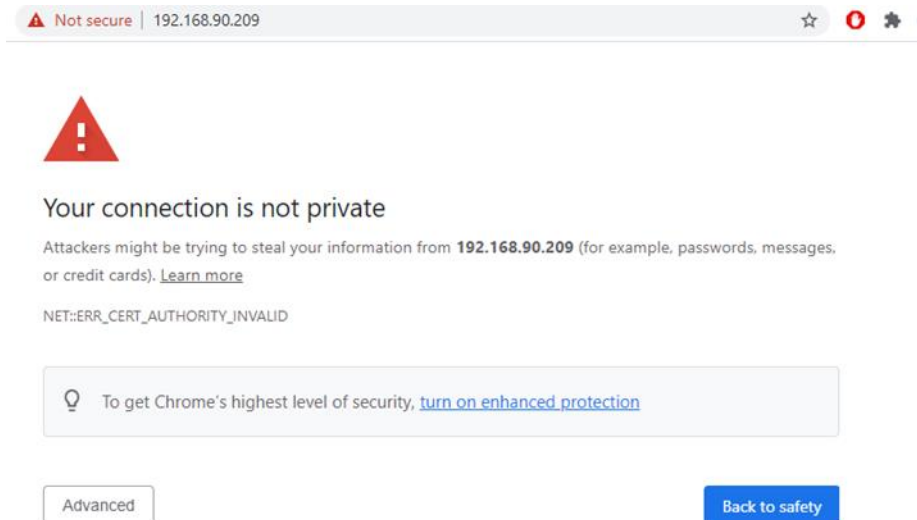 Not secure | 192.168.90.209
Your connection is not private
Attackers might be trying to steal your information from 192.168.90.209 (for example, passwords, messages,
or credit cards). Learn more
NET::ERR_CERT_AUTHORITY_INVALID
To get Chrome's highest level of security, turn on enhanced protection
Advanced
Back to safety